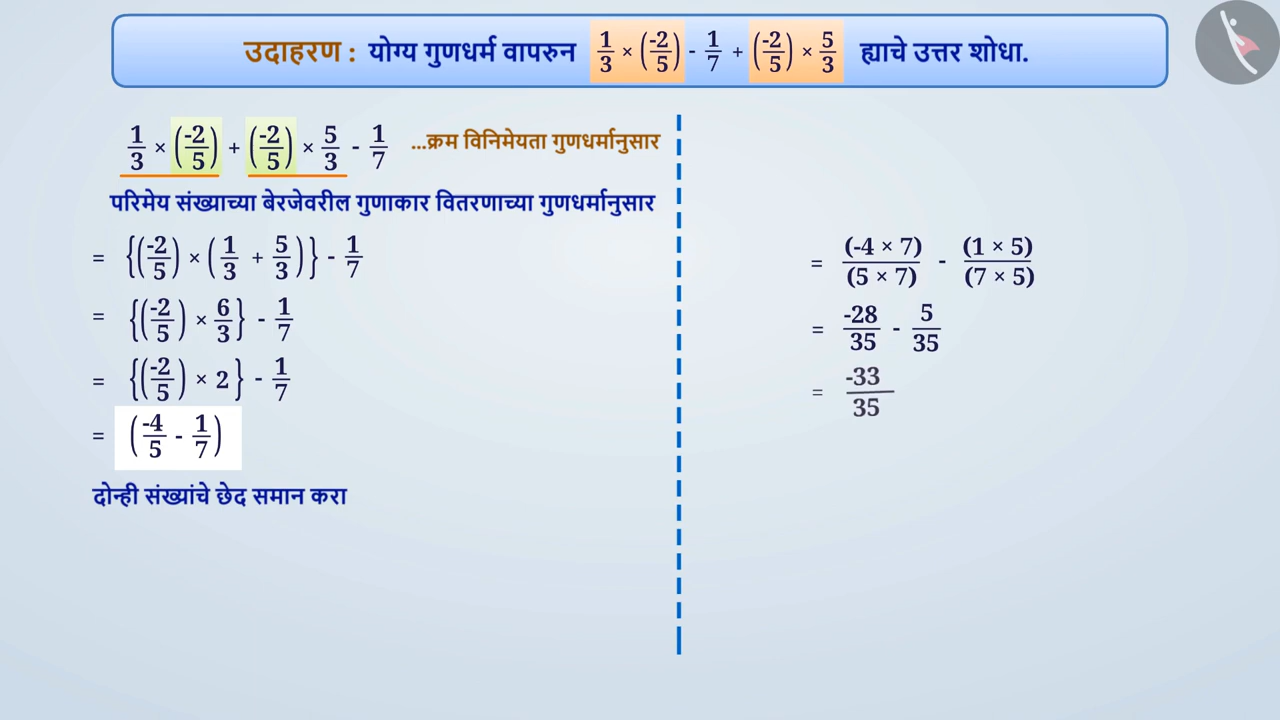 उदाहरण : योग्य गुणधर्म वापरुन 1/3 × (-2/5) - 1/7 + (-2/5) × 5/3 ह्याचे उत्तर शोधा.
1/3 × (-2/5) + (-2/5) × 5/3 - 1/7 ...क्रम विनिमेयता गुणधर्मानुसार
परिमेय संख्याच्या बेरजेवरील गुणाकार वितरणाच्या गुणधर्मानुसार
= {(-2/5) × (1/3 + 5/3)} - 1/7
= {(-2/5) × 6/3} - 1/7
= {(-2/5) × 2} - 1/7
= (-4/5 - 1/7)
दोन्ही संख्यांचे छेद समान करा
= (-4 × 7)/(5 × 7) - (1 × 5)/(7 × 5)
= -28/35 - 5/35
= -33/35